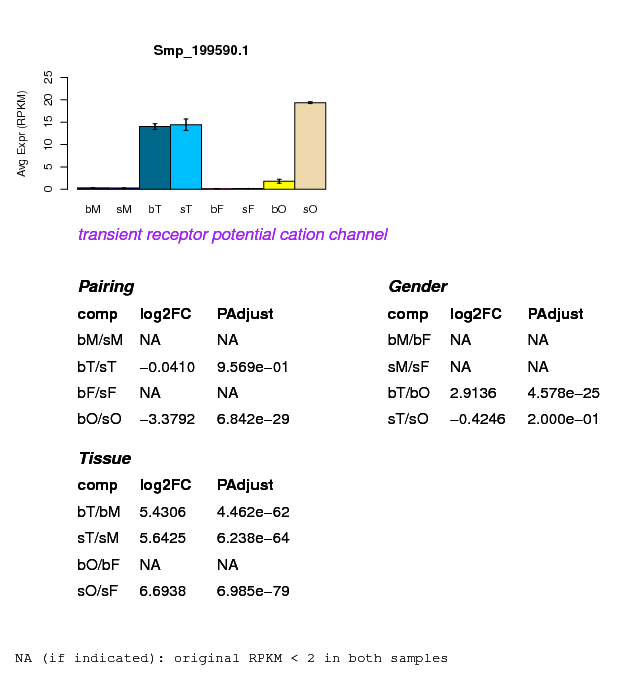 Smp_199590.1
Avg Expr (RPKM)
0 5 10 15 20 25
bM sM bT sT bF sF bO sO
transient receptor potential cation channel
Pairing
comp log2FC PAdjust
bM/sM NA NA
bT/sT −0.0410 9.569e−01
bF/sF NA NA
bO/sO −3.3792 6.842e−29
Gender
comp log2FC PAdjust
bM/bF NA NA
sM/sF NA NA
bT/bO 2.9136 4.578e−25
sT/sO −0.4246 2.000e−01
Tissue
comp log2FC PAdjust
bT/bM 5.4306 4.462e−62
sT/sM 5.6425 6.238e−64
bO/bF NA NA
sO/sF 6.6938 6.985e−79
NA (if indicated): original RPKM < 2 in both samples